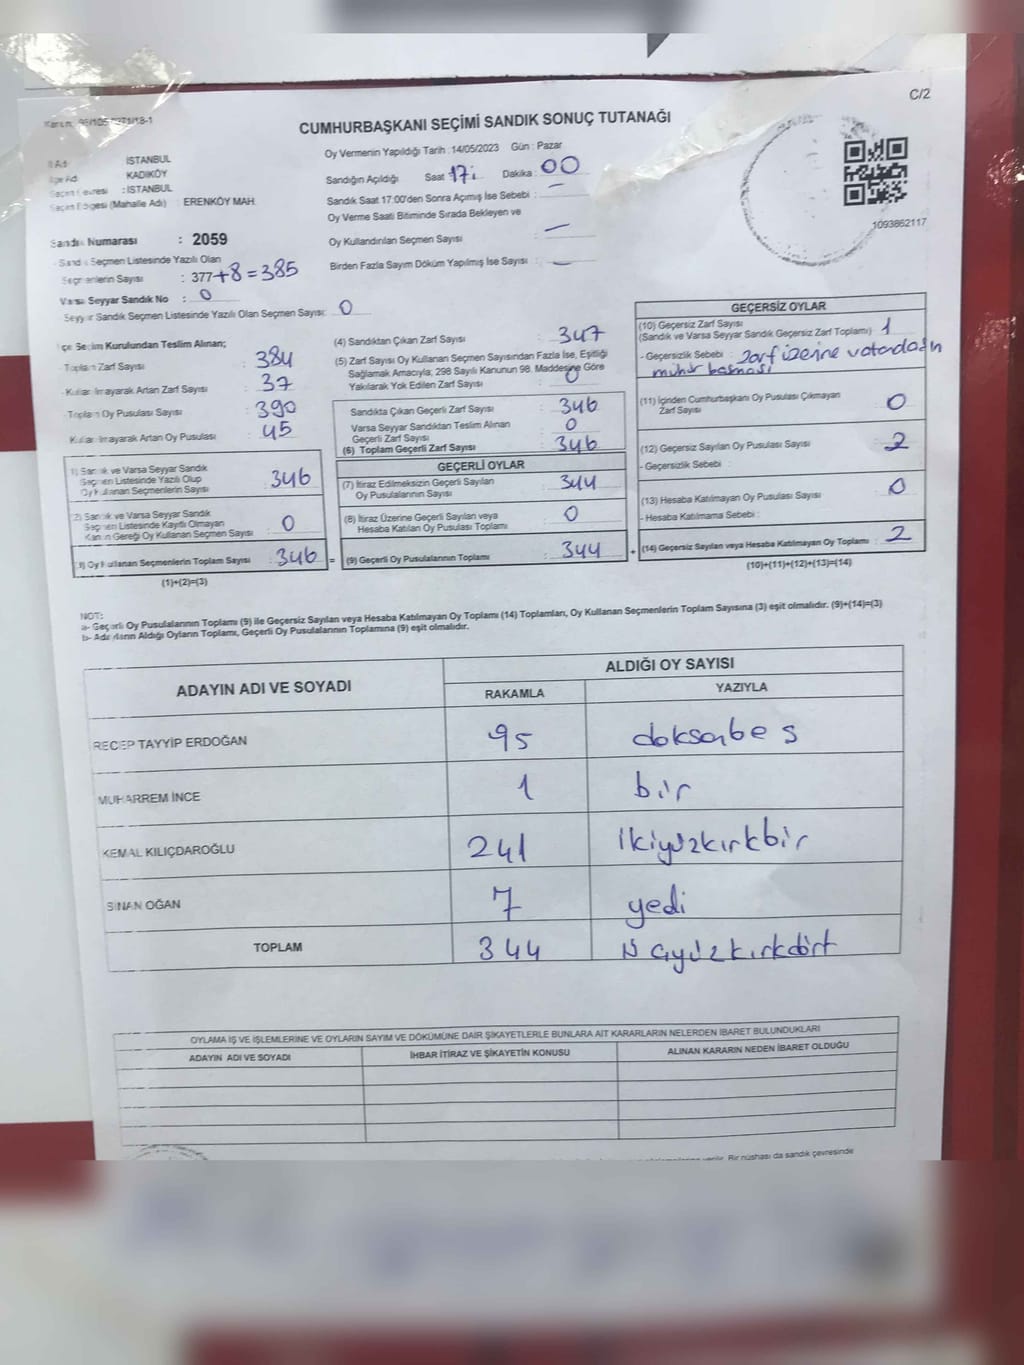 C/2
CUMHURBAŞKANI SEÇİMİ SANDIK SONUÇ TUTANAĞI
İSTANBUL
KADIKÖY
: İSTANBUL
Seçim Bölgesi (Mahalle Adı) : ERENKÖY MAH.
Sandık Numarası : 2059
Sandık Seçmen Listesinde Yazılı Olan
Seçmenlerin Sayısı : 377+8=385
Varsa Seyyar Sandık No : 0
Seyyar Sandık Seçmen Listesinde Yazılı Olan Seçmen Sayısı: 0
Oy Vermenin Yapıldığı Tarih : 14/05/2023 Gün : Pazar
Sandığın Açıldığı Saat 17: Dakika : 00
Sandık Saat 17:00'den Sonra Açımış İse Sebebi : —
Oy Verme Saati Bitiminde Sırada Bekleyen ve
Oy Kullandırılan Seçmen Sayısı : —
Birden Fazla Sayım Döküm Yapılmış İse Sayısı : —
1093862117
İlçe Seçim Kurulundan Teslim Alınan;
Toplam Zarf Sayısı : 384
Kullanılmayarak Artan Zarf Sayısı : 37
Toplam Oy Pusulası Sayısı : 390
Kullanılmayarak Artan Oy Pusulası : 45
1) Sandık ve Varsa Seyyar Sandık
Seçmen Listesinde Yazılı Olup
Oy Kullanan Seçmenlerin Sayısı : 346
(2) Sandık ve Varsa Seyyar Sandık
Seçmen Listesinde Kayıtlı Olmayan
Kanun Gereği Oy Kullanan Seçmen Sayısı : 0
3) Oy Kullanan Seçmenlerin Toplam Sayısı : 346 =
(1)+(2)=(3)
(4) Sandıktan Çıkan Zarf Sayısı : 347
(5) Zarf Sayısı Oy Kullanan Seçmen Sayısından Fazla İse, Eşitliği
Sağlamak Amacıyla; 298 Sayılı Kanunun 98. Maddesine Göre
Yakılarak Yok Edilen Zarf Sayısı : 0
Sandıkta Çıkan Geçerli Zarf Sayısı : 346
Varsa Seyyar Sandıktan Teslim Alınan
Geçerli Zarf Sayısı : 0
(6) Toplam Geçerli Zarf Sayısı : 346
GEÇERLİ OYLAR
(7) İtiraz Edilmeksizin Geçerli Sayılan
Oy Pusulalarının Sayısı : 344
(8) İtiraz Üzerine Geçerli Sayılan veya
Hesaba Katılan Oy Pusulası Toplamı : 0
(9) Geçerli Oy Pusulalarının Toplamı : 344 +
GEÇERSİZ OYLAR
(10) Geçersiz Zarf Sayısı
(Sandık ve Varsa Seyyar Sandık Geçersiz Zarf Toplamı) : 1
- Geçersizlik Sebebi : zarf üzerine vatandaşın
mühür basması
(11) İçinden Cumhurbaşkanı Oy Pusulası Çıkmayan
Zarf Sayısı : 0
(12) Geçersiz Sayılan Oy Pusulası Sayısı : 2
- Geçersizlik Sebebi :
(13) Hesaba Katılmayan Oy Pusulası Sayısı : 0
- Hesaba Katılmama Sebebi :
(14) Geçersiz Sayılan veya Hesaba Katılmayan Oy Toplamı : 2
(10)+(11)+(12)+(13)=(14)
NOT:
a- Geçerli Oy Pusulalarının Toplamı (9) ile Geçersiz Sayılan veya Hesaba Katılmayan Oy Toplamı (14) Toplamları, Oy Kullanan Seçmenlerin Toplam Sayısına (3) eşit olmalıdır. (9)+(14)=(3)
b- Adayların Aldığı Oyların Toplamı, Geçerli Oy Pusulalarının Toplamına (9) eşit olmalıdır.
ADAYIN ADI VE SOYADI
ALDIĞI OY SAYISI
RAKAMLA YAZIYLA
RECEP TAYYİP ERDOĞAN 95 doksanbeş
MUHARREM İNCE 1 bir
KEMAL KILIÇDAROĞLU 241 ikiyüzkırkbir
SİNAN OĞAN 7 yedi
TOPLAM 344 üçyüzkırkdört
OYLAMA İŞ VE İŞLEMLERİNE VE OYLARIN SAYIM VE DÖKÜMÜNE DAİR ŞİKAYETLERLE BUNLARA AİT KARARLARIN NELERDEN İBARET BULUNDUKLARI
ADAYIN ADI VE SOYADI İHBAR İTİRAZ VE ŞİKAYETİN KONUSU ALINAN KARARIN NEDEN İBARET OLDUĞU
verilir. Bir nüshası da sandık çevresinde